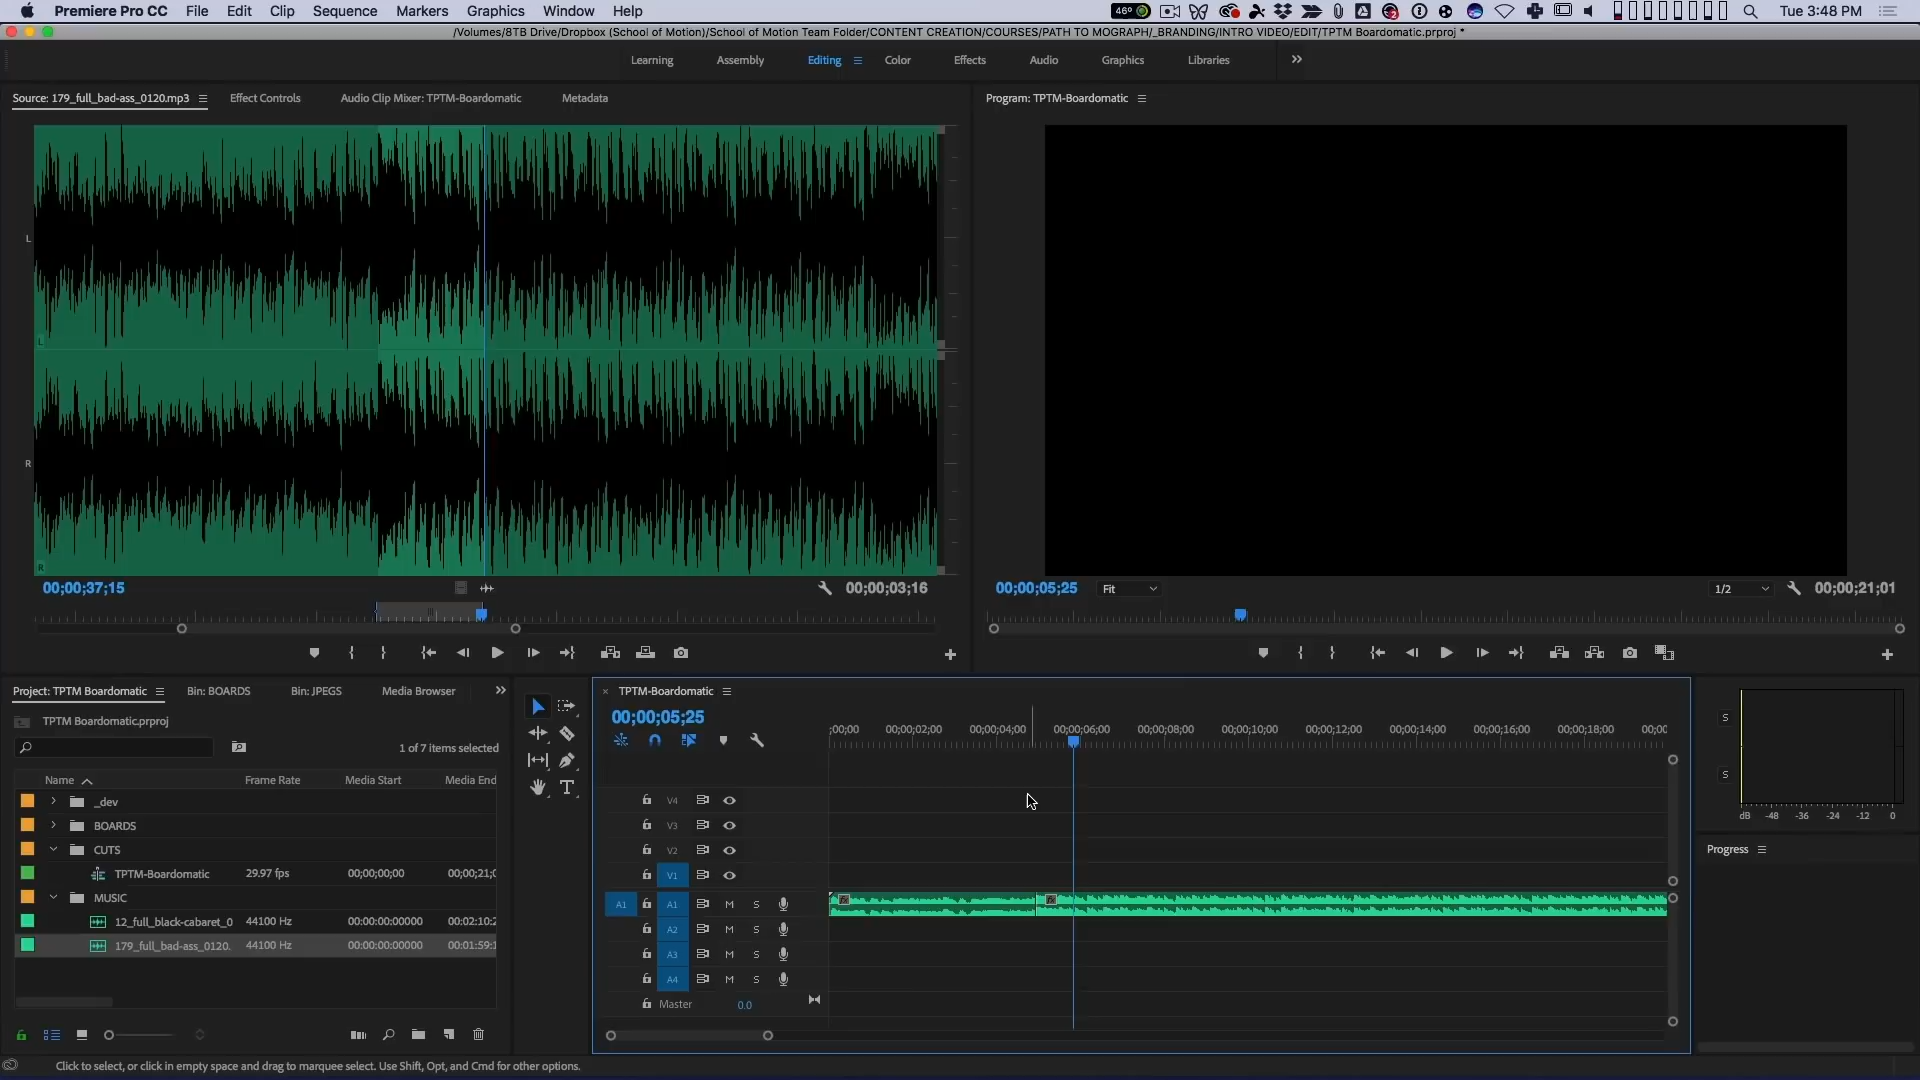 Premiere Pro CC File Edit Clip Sequence Markers Graphics Window Help 46° Tue 3:48 PM
/Volumes/8TB Drive/Dropbox (School of Motion)/School of Motion Team Folder/CONTENT CREATION/COURSES/PATH TO MOGRAPH/_BRANDING/INTRO VIDEO/EDIT/TPTM Boardomatic.prproj *
Learning Assembly Editing Color Effects Audio Graphics Libraries
Source: 179_full_bad-ass_0120.mp3 Effect Controls Audio Clip Mixer: TPTM-Boardomatic Metadata
Program: TPTM-Boardomatic
L
L
R
R
00;00;37;15 00;00;03;16
00;00;05;25 Fit 1/2 00;00;21;01
Project: TPTM Boardomatic Bin: BOARDS Bin: JPEGS Media Browser
TPTM Boardomatic.prproj
1 of 7 items selected
Name Frame Rate Media Start Media End
_dev
BOARDS
CUTS
TPTM-Boardomatic 29.97 fps 00;00;00;00 00;00;21;0
MUSIC
12_full_black-cabaret_0 44100 Hz 00:00:00:00000 00:02:10:2
179_full_bad-ass_0120. 44100 Hz 00:00:00:00000 00:01:59:1
× TPTM-Boardomatic
00;00;05;25
;00;00 00;00;02;00 00;00;04;00 00;00;06;00 00;00;08;00 00;00;10;00 00;00;12;00 00;00;14;00 00;00;16;00 00;00;18;00 00;00
V4
V3
V2
V1
A1 A1 M S fx fx
A2 M S
A3 M S
A4 M S
Master 0.0
S
S
dB -48 -36 -24 -12 0
Progress
Click to select, or click in empty space and drag to marquee select. Use Shift, Opt, and Cmd for other options.